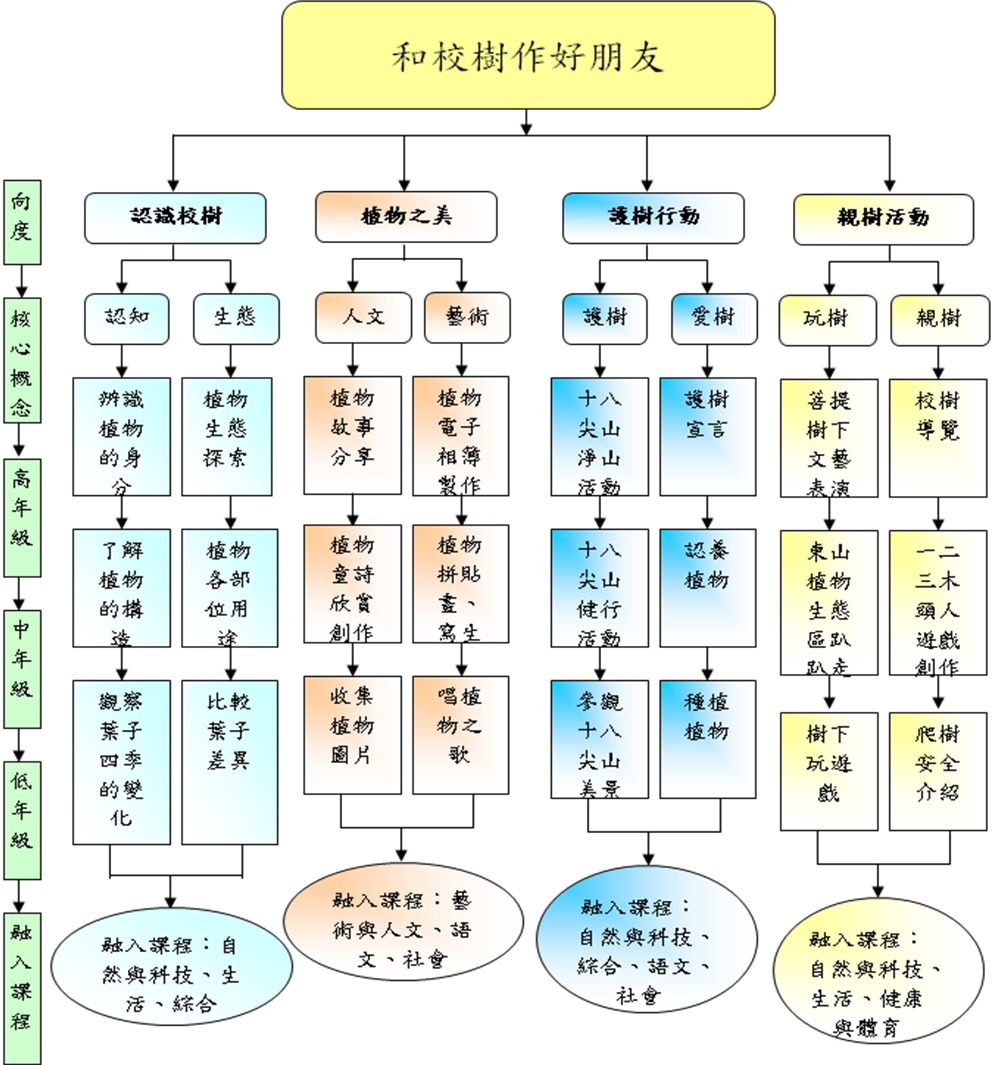 和校樹作好朋友
向
度
核
心
概
念
高
年
級
中
年
級
低
年
級
融
入
課
程
認識校樹
植物之美
護樹行動
親樹活動
認知
生態
人文
藝術
護樹
愛樹
玩樹
親樹
辨識
植物
的身
分
植物
生態
探索
植物
故事
分享
植物
電子
相薄
製作
十八
尖山
淨山
活動
護樹
宣言
菩提
樹下
文藝
表演
校樹
導覽
了解
植物
的構
造
植物
各部
位用
途
植物
童詩
欣賞
創作
植物
拼貼
畫、
寫生
十八
尖山
健行
活動
認養
植物
東山
植物
生態
區趴
趴走
一二
三木
頭人
遊戲
創作
觀察
葉子
四季
的變
化
比較
葉子
差異
收集
植物
圖片
唱植
物之
歌
參觀
十八
尖山
美景
種植
植物
樹下
玩遊
戲
爬樹
安全
介紹
融入課程：自
然與科技、生
活、綜合
融入課程：藝
術與人文、語
文、社會
融入課程：
自然與科技、
綜合、語文、
社會
融入課程：
自然與科技、
生活、健康
與體育